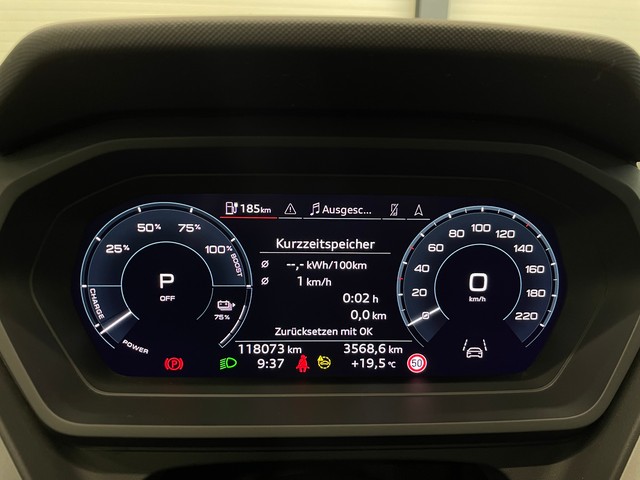 185km Ausgesc...
Kurzzeitspeicher
ø --,- kWh/100km
ø 1 km/h
0:02 h
0,0 km
Zurücksetzen mit OK
118073 km 3568,6 km
9:37 +19,5°C
25% 50% 75% 100%
BOOST
CHARGE
POWER
P
OFF
75%
0 20 40 60 80 100 120 140 160 180 200 220
0
km/h
P
50